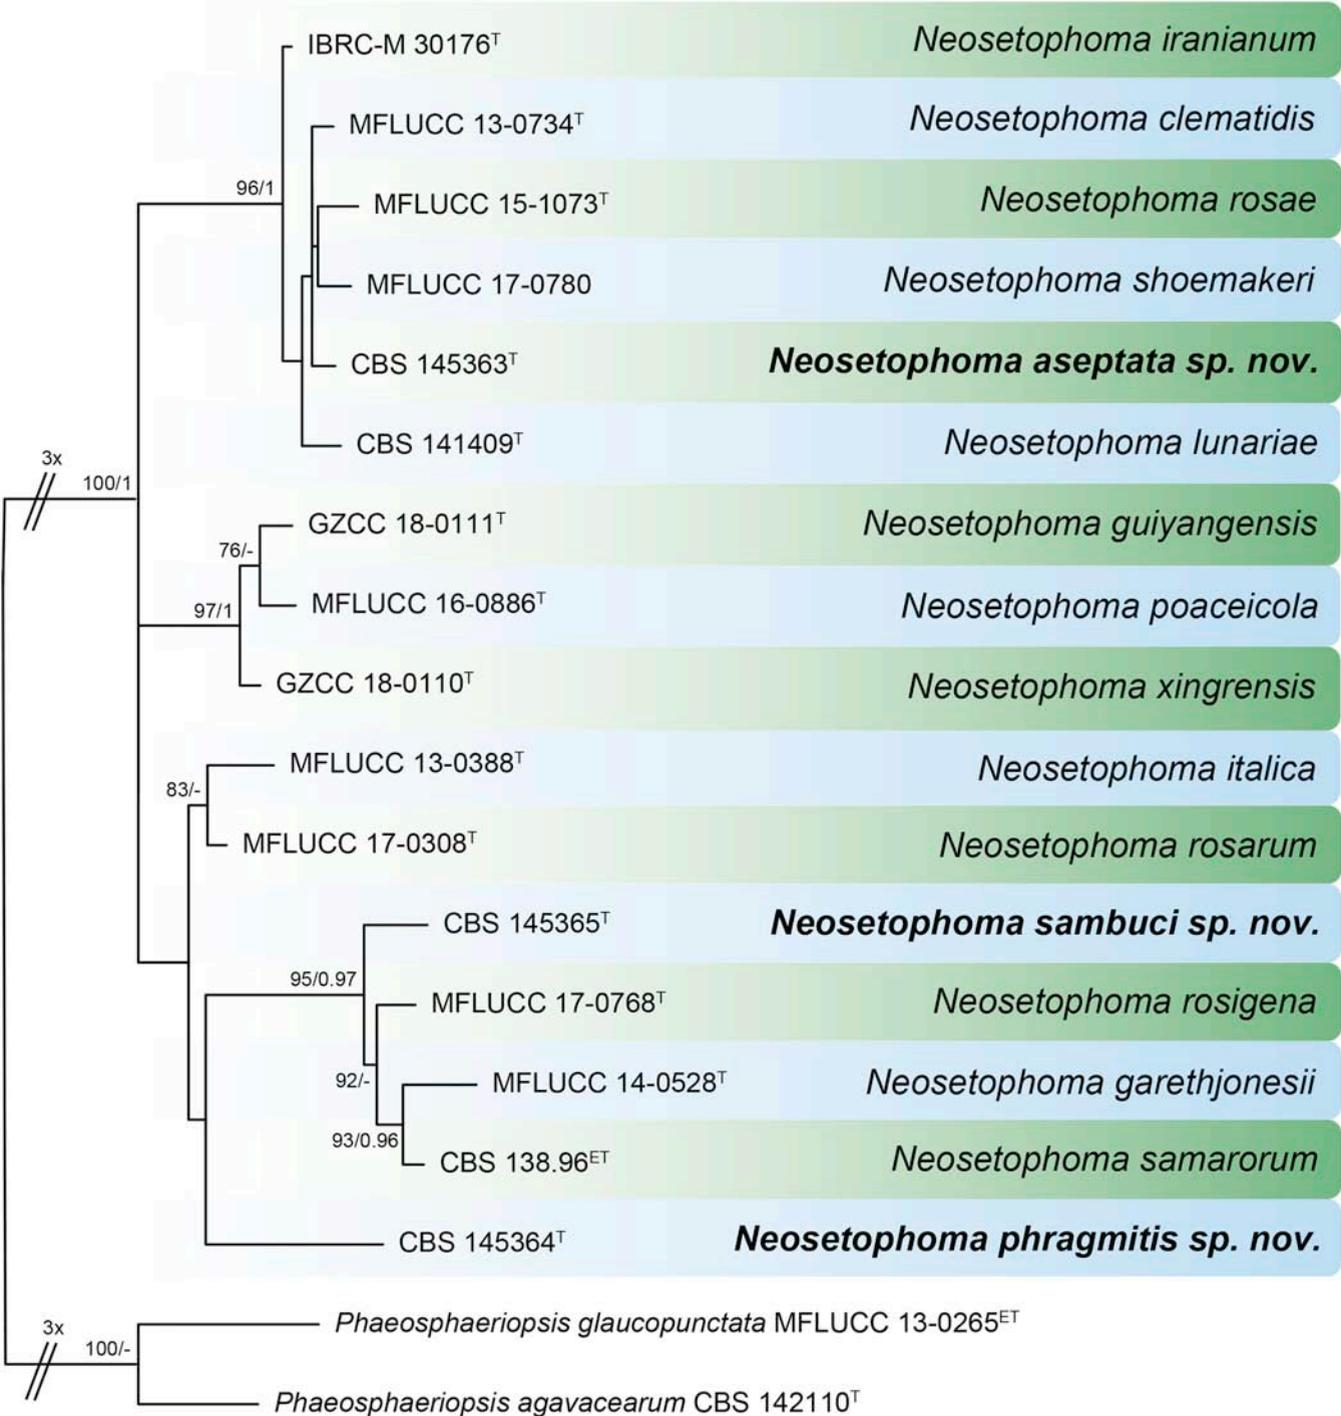 IBRC-M 30176T Neosetophoma iranianum
MFLUCC 13-0734T Neosetophoma clematidis
96/1
MFLUCC 15-1073T Neosetophoma rosae
MFLUCC 17-0780 Neosetophoma shoemakeri
CBS 145363T Neosetophoma aseptata sp. nov.
CBS 141409T Neosetophoma lunariae
3x
100/1
GZCC 18-0111T Neosetophoma guiyangensis
76/-
MFLUCC 16-0886T Neosetophoma poaceicola
97/1
GZCC 18-0110T Neosetophoma xingrensis
MFLUCC 13-0388T Neosetophoma italica
83/-
MFLUCC 17-0308T Neosetophoma rosarum
CBS 145365T Neosetophoma sambuci sp. nov.
95/0.97
MFLUCC 17-0768T Neosetophoma rosigena
92/-
MFLUCC 14-0528T Neosetophoma garethjonesii
93/0.96
CBS 138.96ET Neosetophoma samarorum
CBS 145364T Neosetophoma phragmitis sp. nov.
Phaeosphaeriopsis glaucopunctata MFLUCC 13-0265ET
3x
100/-
Phaeosphaeriopsis agavacearum CBS 142110T